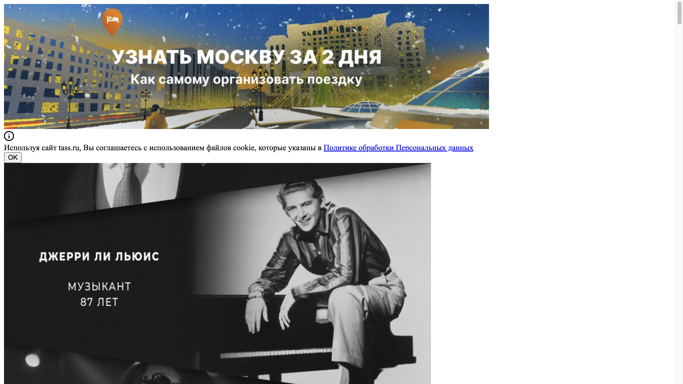 УЗНАТЬ МОСКВУ ЗА 2 ДНЯ
Как самому организовать поездку
Используя сайт tass.ru, Вы соглашаетесь с использованием файлов cookie, которые указаны в Политике обработки Персональных данных
OK
ДЖЕРРИ ЛИ ЛЬЮИС
МУЗЫКАНТ
87 ЛЕТ